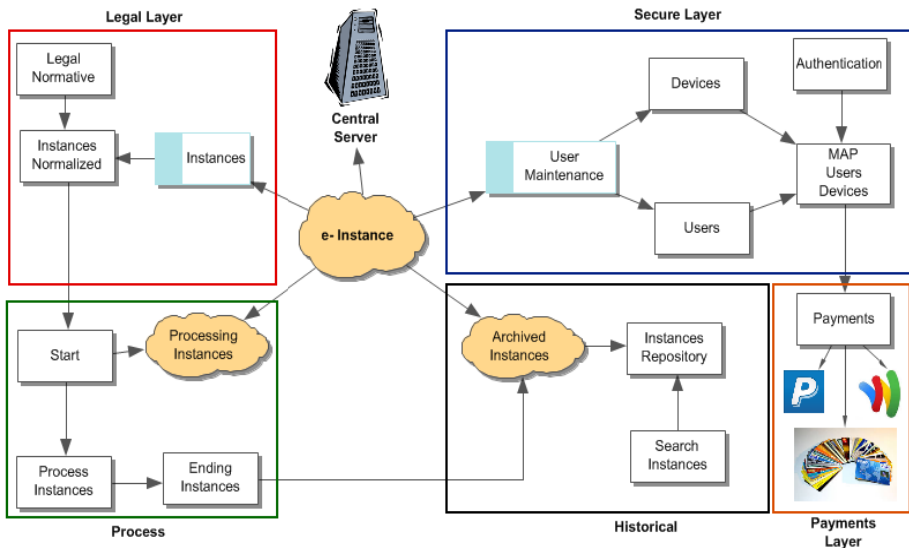 Legal Layer
Secure Layer
Legal
Normative
Instances
Normalized
Instances
Central
Server
Devices
Authentication
User
Maintenance
MAP
Users
Devices
Users
e- Instance
Start
Processing
Instances
Archived
Instances
Instances
Repository
Payments
P
Process
Instances
Ending
Instances
Search
Instances
Process
Historical
Payments
Layer